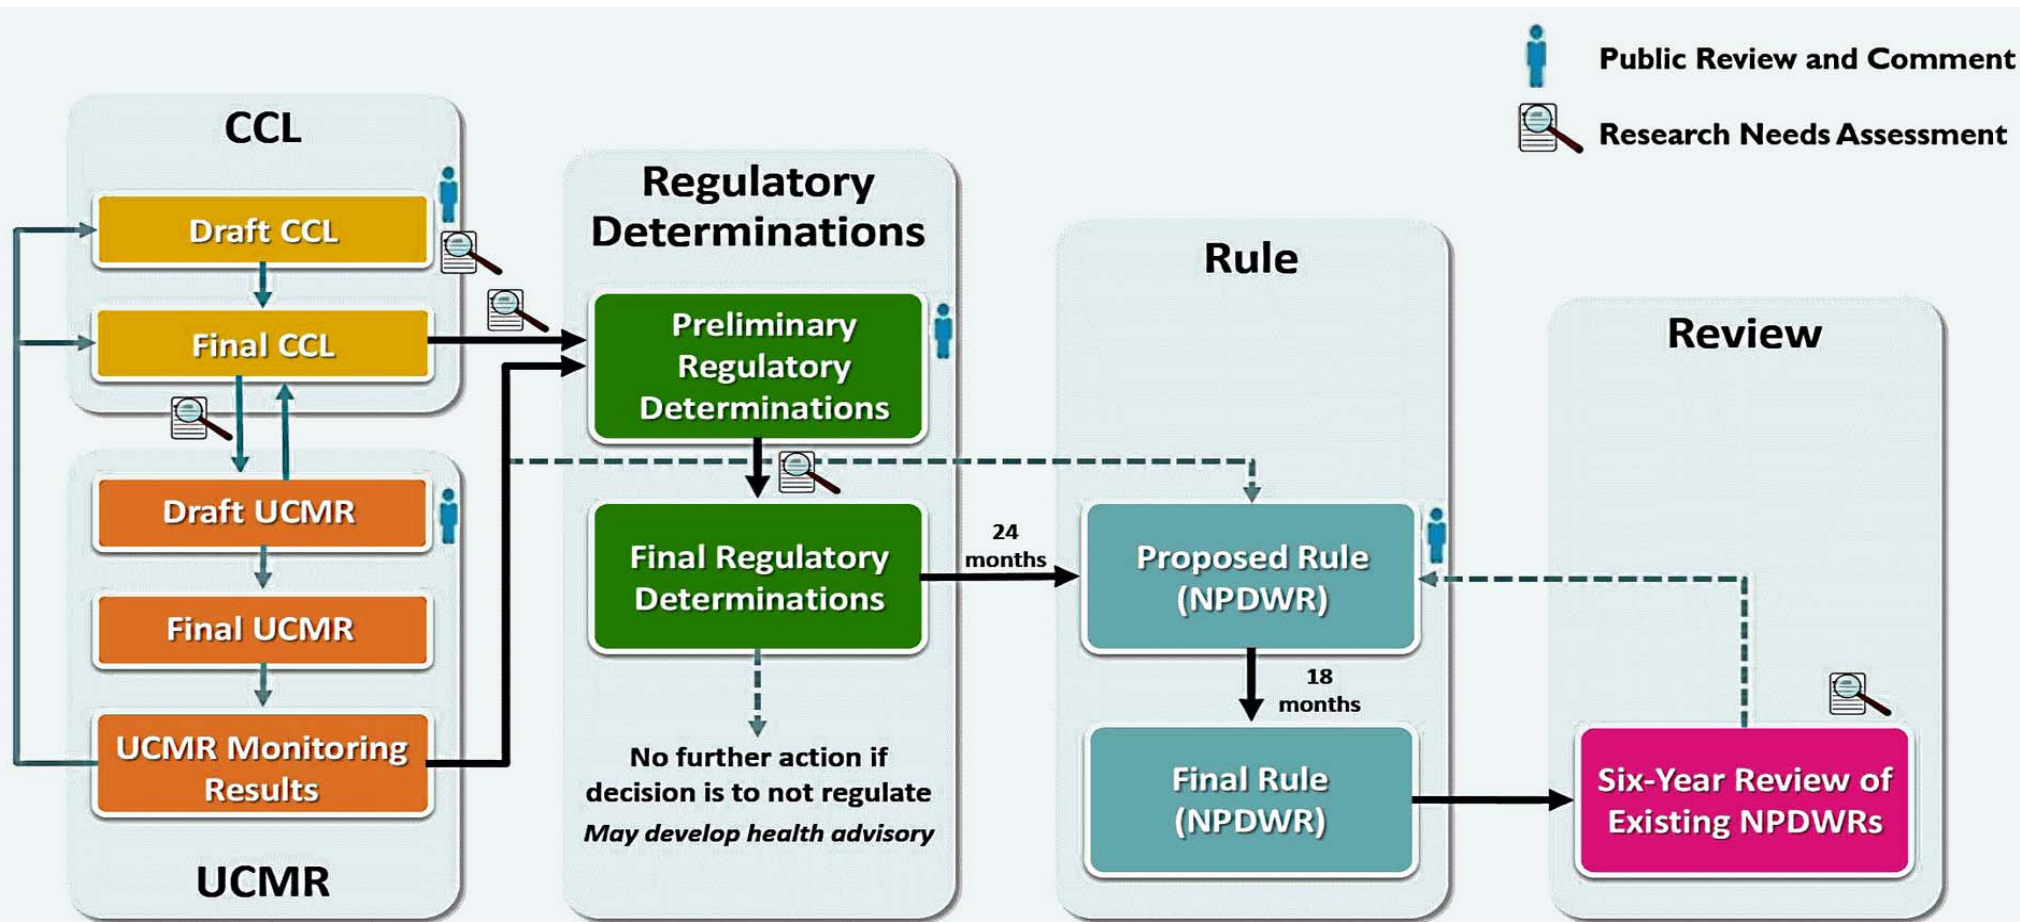 Public Review and Comment
Research Needs Assessment
CCL
Draft CCL
Final CCL
Draft UCMR
Final UCMR
UCMR Monitoring
Results
UCMR
Regulatory
Determinations
Preliminary
Regulatory
Determinations
Final Regulatory
Determinations
No further action if
decision is to not regulate
May develop health advisory
24
months
Rule
Proposed Rule
(NPDWR)
18
months
Final Rule
(NPDWR)
Review
Six-Year Review of
Existing NPDWRs